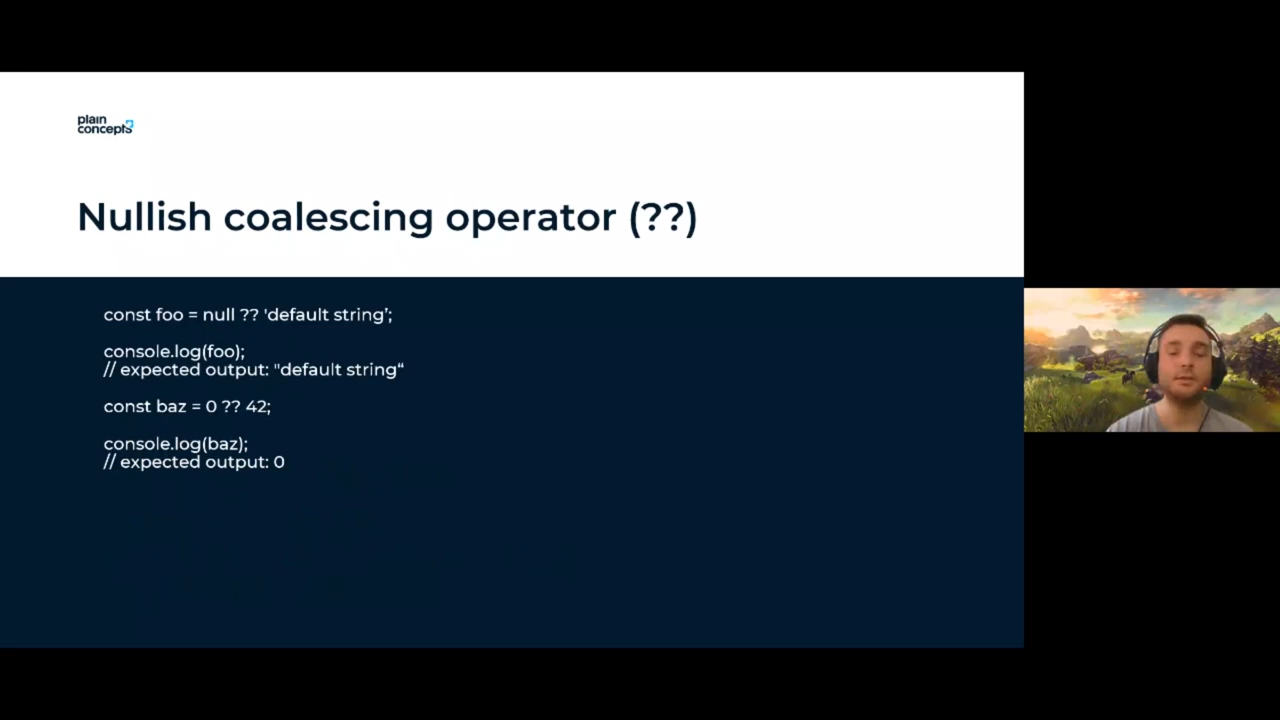 plain
concepts
Nullish coalescing operator (??)
const foo = null ?? 'default string’;
console.log(foo);
// expected output: "default string“
const baz = 0 ?? 42;
console.log(baz);
// expected output: 0